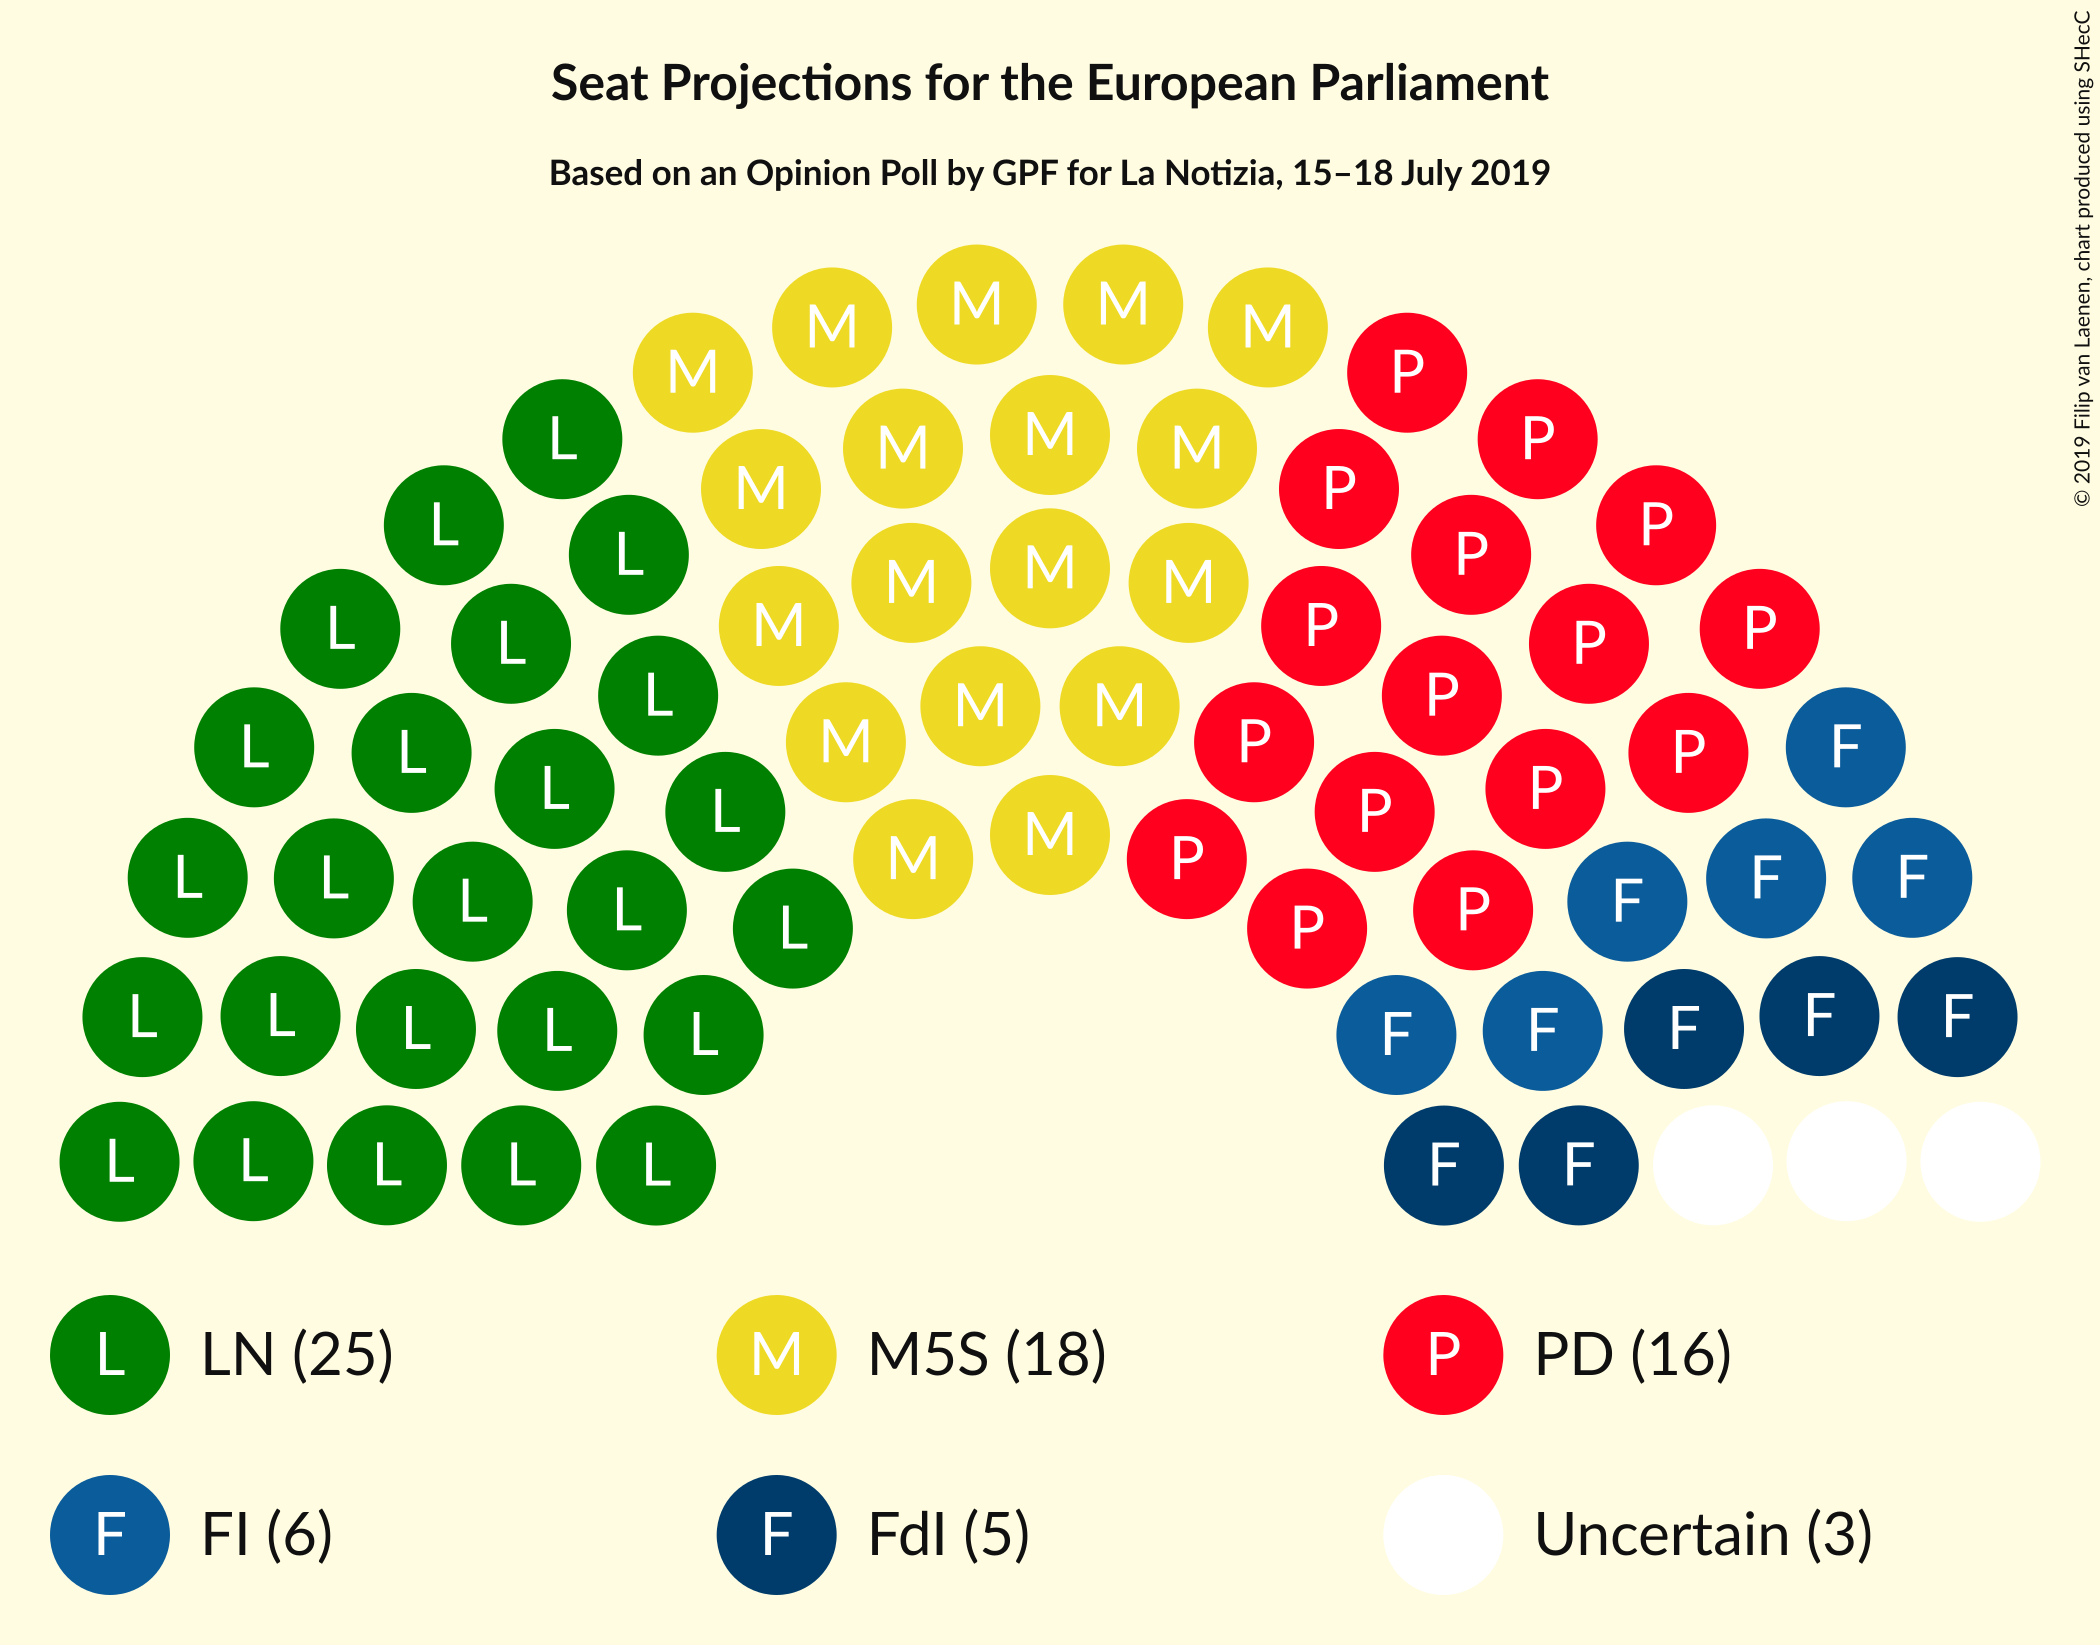 Seat Projections for the European Parliament
Based on an Opinion Poll by GPF for La Notizia, 15–18 July 2019
© 2019 Filip van Laenen, chart produced using SHecC
M M
M M
M P
L M M M P
M P
L P
L P
M M M
L M P P
L P
L P
M M
L L M P P F
L P
L P
M
M P
L L F F
L L P F
L P
L L L L L F F F F F
L L L L L F F
L LN (25)
M M5S (18)
P PD (16)
F FI (6)
F FdI (5)
Uncertain (3)